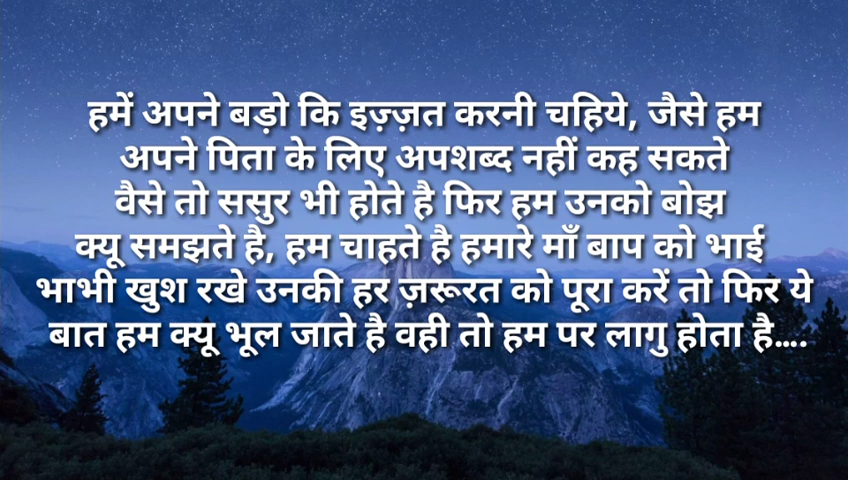 हमें अपने बड़ो कि इज़्ज़त करनी चहिये, जैसे हम
अपने पिता के लिए अपशब्द नहीं कह सकते
वैसे तो ससुर भी होते है फिर हम उनको बोझ
क्यू समझते है, हम चाहते है हमारे माँ बाप को भाई
भाभी खुश रखे उनकी हर ज़रूरत को पूरा करें तो फिर ये
बात हम क्यू भूल जाते है वही तो हम पर लागु होता है....